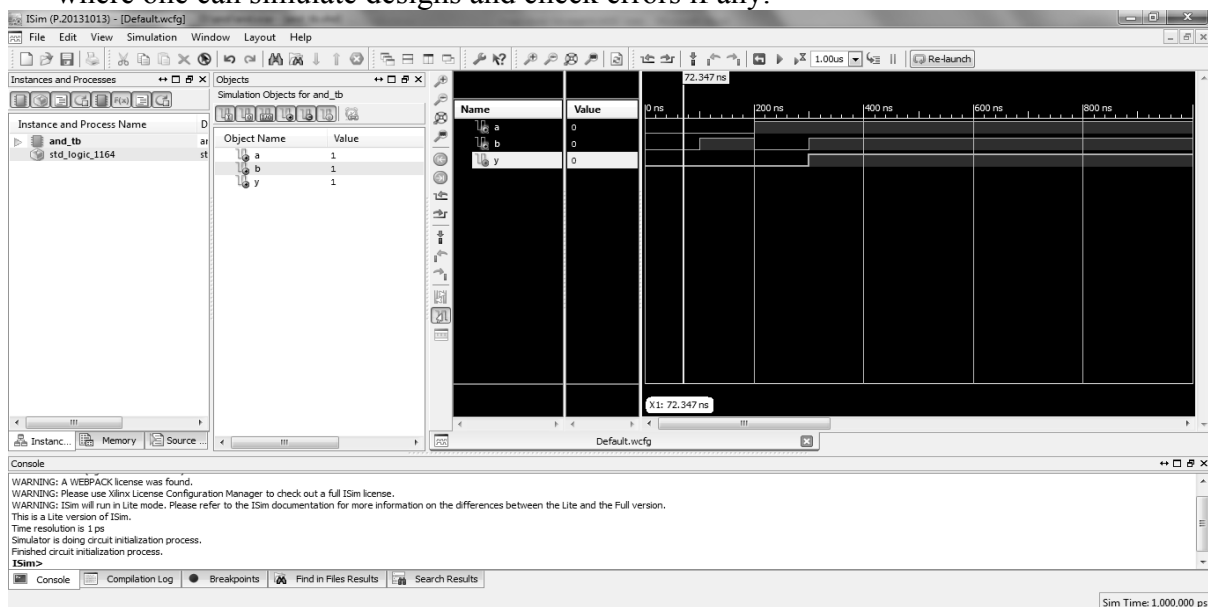 where one can simulate designs and check errors if any.
ISim (P.20131013) - [Default.wcfg]
File Edit View Simulation Window Layout Help
1.00us Re-launch
Instances and Processes
Instance and Process Name D
and_tb ar
std_logic_1164 st
Instanc... Memory Source ...
Objects
Simulation Objects for and_tb
Object Name Value
a 1
b 1
y 1
Name Value
a 0
b 0
y 0
72.347 ns
0 ns 200 ns 400 ns 600 ns 800 ns
X1: 72.347 ns
Default.wcfg
Console
WARNING: A WEBPACK license was found.
WARNING: Please use Xilinx License Configuration Manager to check out a full ISim license.
WARNING: ISim will run in Lite mode. Please refer to the ISim documentation for more information on the differences between the Lite and the Full version.
This is a Lite version of ISim.
Time resolution is 1 ps
Simulator is doing circuit initialization process.
Finished circuit initialization process.
ISim>
Console Compilation Log Breakpoints Find in Files Results Search Results
Sim Time: 1,000,000 ps